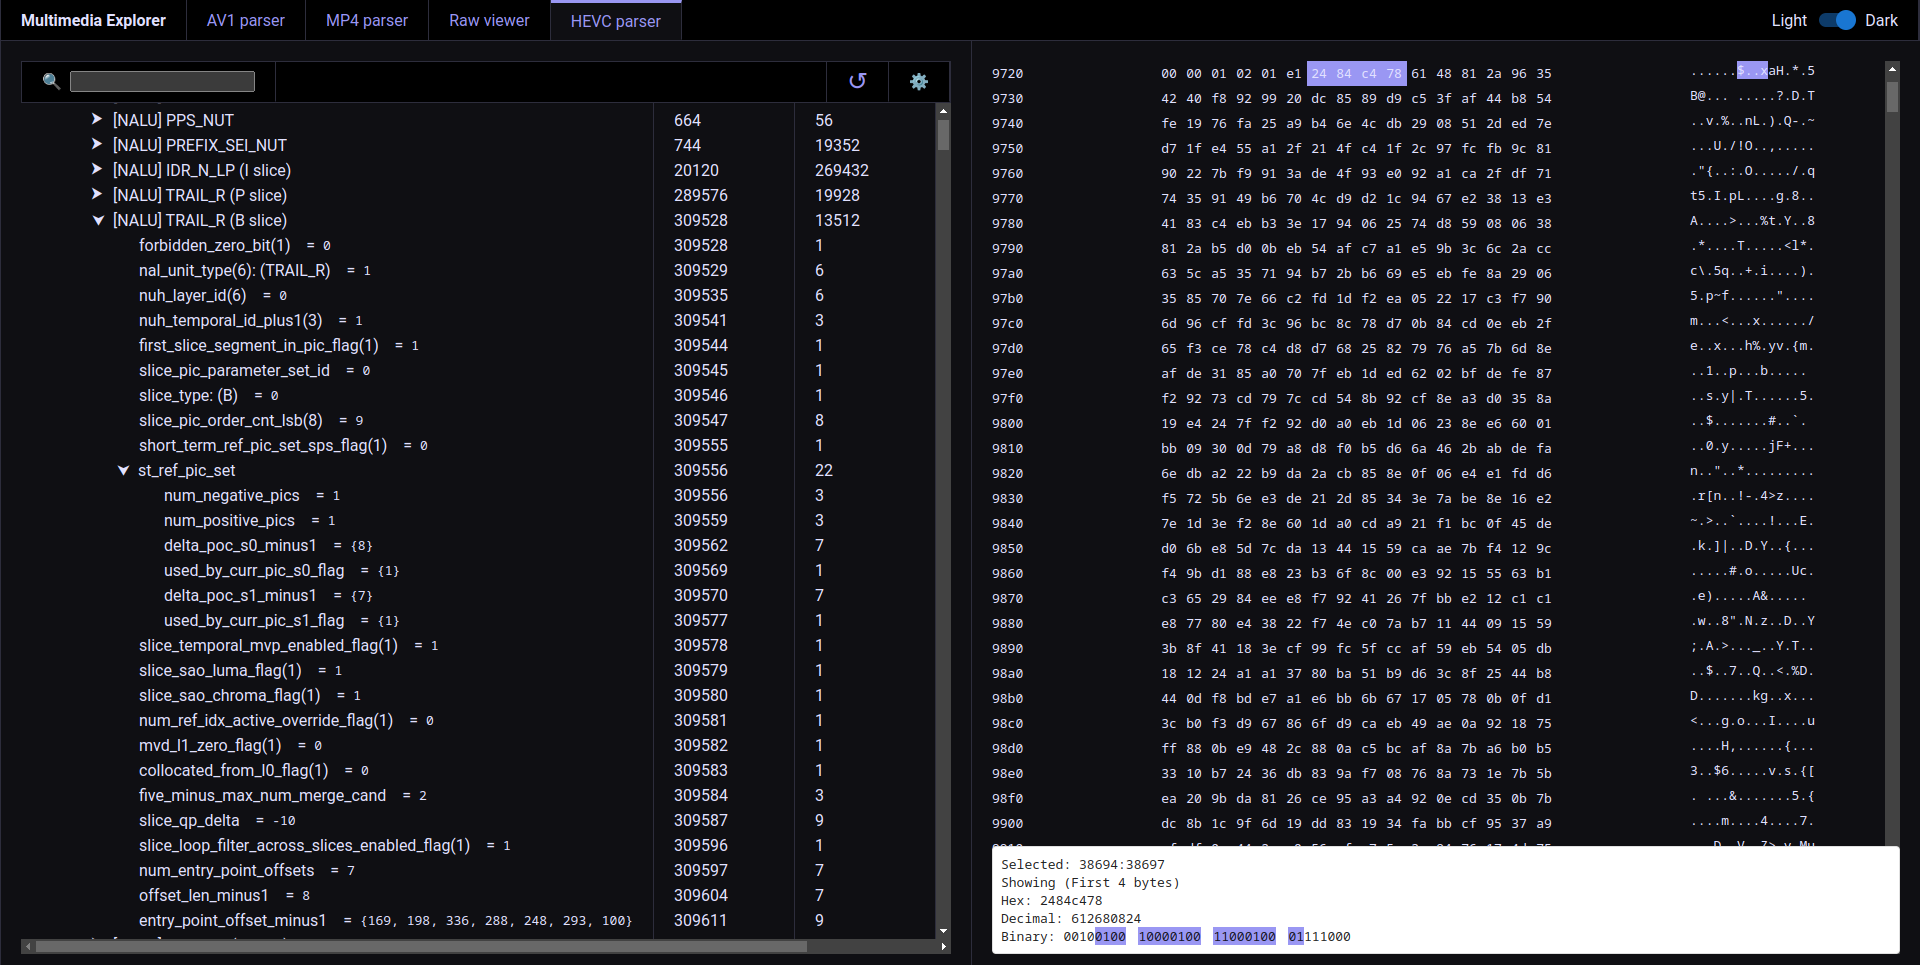 Multimedia Explorer AV1 parser MP4 parser Raw viewer HEVC parser Light Dark
[NALU] PPS_NUT 664 56
[NALU] PREFIX_SEI_NUT 744 19352
[NALU] IDR_N_LP (I slice) 20120 269432
[NALU] TRAIL_R (P slice) 289576 19928
[NALU] TRAIL_R (B slice) 309528 13512
forbidden_zero_bit(1) = 0 309528 1
nal_unit_type(6): (TRAIL_R) = 1 309529 6
nuh_layer_id(6) = 0 309535 6
nuh_temporal_id_plus1(3) = 1 309541 3
first_slice_segment_in_pic_flag(1) = 1 309544 1
slice_pic_parameter_set_id = 0 309545 1
slice_type: (B) = 0 309546 1
slice_pic_order_cnt_lsb(8) = 9 309547 8
short_term_ref_pic_set_sps_flag(1) = 0 309555 1
st_ref_pic_set 309556 22
num_negative_pics = 1 309556 3
num_positive_pics = 1 309559 3
delta_poc_s0_minus1 = {8} 309562 7
used_by_curr_pic_s0_flag = {1} 309569 1
delta_poc_s1_minus1 = {7} 309570 7
used_by_curr_pic_s1_flag = {1} 309577 1
slice_temporal_mvp_enabled_flag(1) = 1 309578 1
slice_sao_luma_flag(1) = 1 309579 1
slice_sao_chroma_flag(1) = 1 309580 1
num_ref_idx_active_override_flag(1) = 0 309581 1
mvd_l1_zero_flag(1) = 0 309582 1
collocated_from_l0_flag(1) = 0 309583 1
five_minus_max_num_merge_cand = 2 309584 3
slice_qp_delta = -10 309587 9
slice_loop_filter_across_slices_enabled_flag(1) = 1 309596 1
num_entry_point_offsets = 7 309597 7
offset_len_minus1 = 8 309604 7
entry_point_offset_minus1 = {169, 198, 336, 288, 248, 293, 100} 309611 9
9720 00 00 01 02 01 e1 24 84 c4 78 61 48 81 2a 96 35 ......$..xaH.*.5
9730 42 40 f8 92 99 20 dc 85 89 d9 c5 3f af 44 b8 54 B@... .....?.D.T
9740 fe 19 76 fa 25 a9 b4 6e 4c db 29 08 51 2d ed 7e ..v.%..nL.).Q-.~
9750 d7 1f e4 55 a1 2f 21 4f c4 1f 2c 97 fc fb 9c 81 ...U./!O..,.....
9760 90 22 7b f9 91 3a de 4f 93 e0 92 a1 ca 2f df 71 ."{..:.O...../.q
9770 74 35 91 49 b6 70 4c d9 d2 1c 94 67 e2 38 13 e3 t5.I.pL....g.8..
9780 41 83 c4 eb b3 3e 17 94 06 25 74 d8 59 08 06 38 A....>...%t.Y..8
9790 81 2a b5 d0 0b eb 54 af c7 a1 e5 9b 3c 6c 2a cc .*....T.....<l*.
97a0 63 5c a5 35 71 94 b7 2b b6 69 e5 eb fe 8a 29 06 c\.5q..+.i....).
97b0 35 85 70 7e 66 c2 fd 1d f2 ea 05 22 17 c3 f7 90 5.p~f......"....
97c0 6d 96 cf fd 3c 96 bc 8c 78 d7 0b 84 cd 0e eb 2f m...<...x....../
97d0 65 f3 ce 78 c4 d8 d7 68 25 82 79 76 a5 7b 6d 8e e..x...h%.yv.{m.
97e0 af de 31 85 a0 70 7f eb 1d ed 62 02 bf de fe 87 ..1..p...b.....
97f0 f2 92 73 cd 79 7c cd 54 8b 92 cf 8e a3 d0 35 8a ..s.y|.T......5.
9800 19 e4 24 7f f2 92 d0 a0 eb 1d 06 23 8e e6 60 01 ..$.......#..`.
9810 bb 09 30 0d 79 a8 d8 f0 b5 d6 6a 46 2b ab de fa ..0.y.....jF+...
9820 6e db a2 22 b9 da 2a cb 85 8e 0f 06 e4 e1 fd d6 n.."..*.........
9830 f5 72 5b 6e e3 de 21 2d 85 34 3e 7a be 8e 16 e2 .r[n..!-.4>z....
9840 7e 1d 3e f2 8e 60 1d a0 cd a9 21 f1 bc 0f 45 de ~.>..`....!...E.
9850 d0 6b e8 5d 7c da 13 44 15 59 ca ae 7b f4 12 9c .k.]|..D.Y..{...
9860 f4 9b d1 88 e8 23 b3 6f 8c 00 e3 92 15 55 63 b1 .....#.o.....Uc.
9870 c3 65 29 84 ee e8 f7 92 41 26 7f bb e2 12 c1 c1 .e).....A&.....
9880 e8 77 80 e4 38 22 f7 4e c0 7a b7 11 44 09 15 59 .w..8".N.z..D..Y
9890 3b 8f 41 18 3e cf 99 fc 5f cc af 59 eb 54 05 db ;.A.>..._..Y.T..
98a0 18 12 24 a1 a1 37 80 ba 51 b9 d6 3c 8f 25 44 b8 ..$..7..Q..<.%D.
98b0 44 0d f8 bd e7 a1 e6 bb 6b 67 17 05 78 0b 0f d1 D.......kg..x...
98c0 3c b0 f3 d9 67 86 6f d9 ca eb 49 ae 0a 92 18 75 <...g.o...I....u
98d0 ff 88 0b e9 48 2c 88 0a c5 bc af 8a 7b a6 b0 b5 ....H,......{...
98e0 33 10 b7 24 36 db 83 9a f7 08 76 8a 73 1e 7b 5b 3..$6.....v.s.{[
98f0 ea 20 9b da 81 26 ce 95 a3 a4 92 0e cd 35 0b 7b . ...&.......5.{
9900 dc 8b 1c 9f 6d 19 dd 83 19 34 fa bb cf 95 37 a9 ....m....4....7.
Selected: 38694:38697
Showing (First 4 bytes)
Hex: 2484c478
Decimal: 612680824
Binary: 00100100 10000100 11000100 01111000